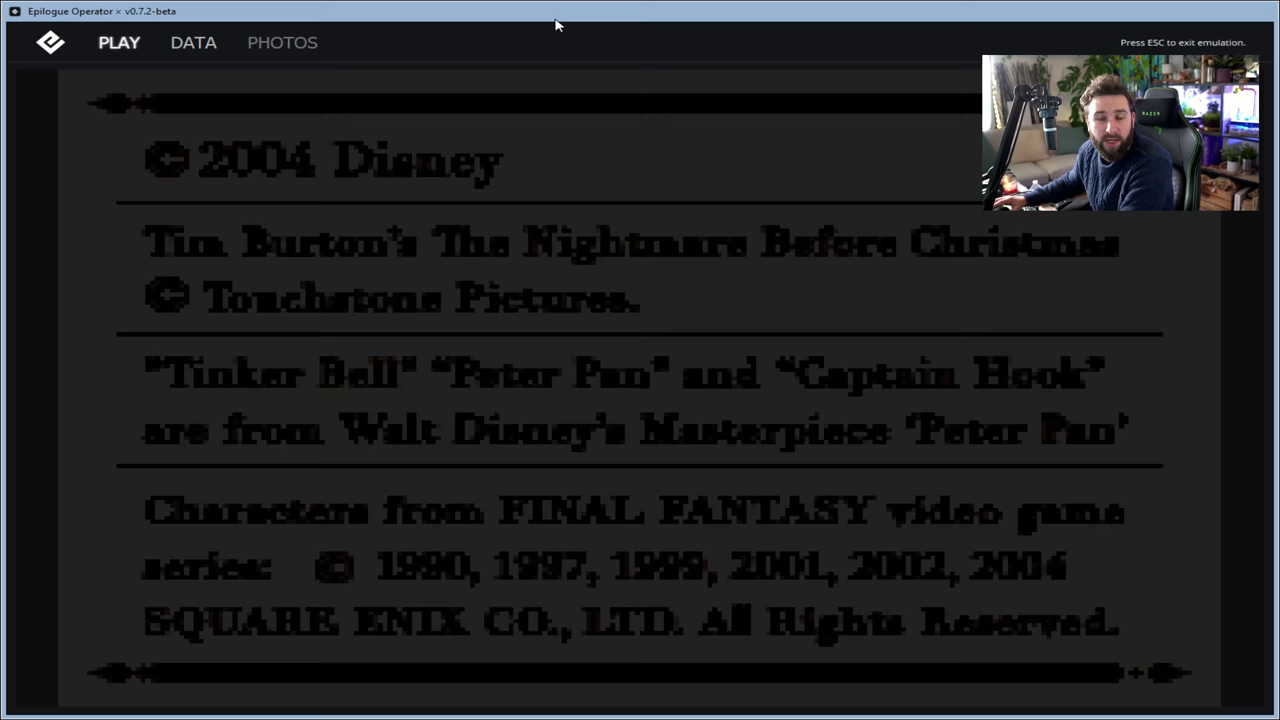 Epilogue Operator × v0.7.2-beta
PLAY DATA PHOTOS
Press ESC to exit emulation.
© 2004 Disney
Tim Burton's The Nightmare Before Christmas
© Touchstone Pictures.
"Tinker Bell" "Peter Pan" and "Captain Hook"
are from Walt Disney's Masterpiece 'Peter Pan'
Characters from FINAL FANTASY video game
series: © 1990, 1997, 1999, 2001, 2002, 2004
SQUARE ENIX CO., LTD. All Rights Reserved.
RAZER